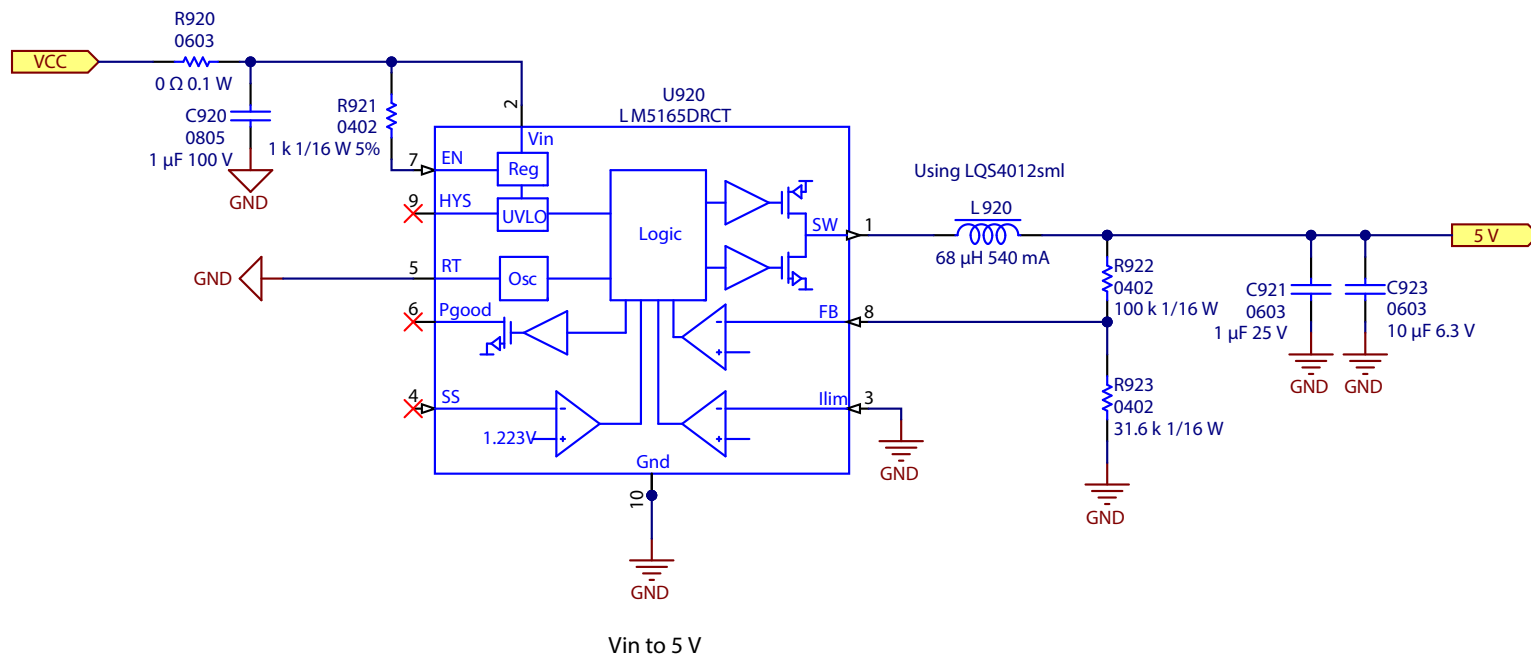 VCC
R920
0603
0 Ω 0.1 W
C920
0805
1 µF 100 V
GND
R921
0402
1 k 1/16 W 5%
U920
LM5165DRCT
2
Vin
7
EN
Reg
9
HYS
UVLO
Logic
SW
1
GND
5
RT
Osc
6
Pgood
FB
8
4
SS
1.223V
Ilim
3
GND
Gnd
10
GND
Using LQS4012sml
L920
68 µH 540 mA
R922
0402
100 k 1/16 W
R923
0402
31.6 k 1/16 W
GND
C921
0603
1 µF 25 V
GND
C923
0603
10 µF 6.3 V
GND
5 V
Vin to 5 V